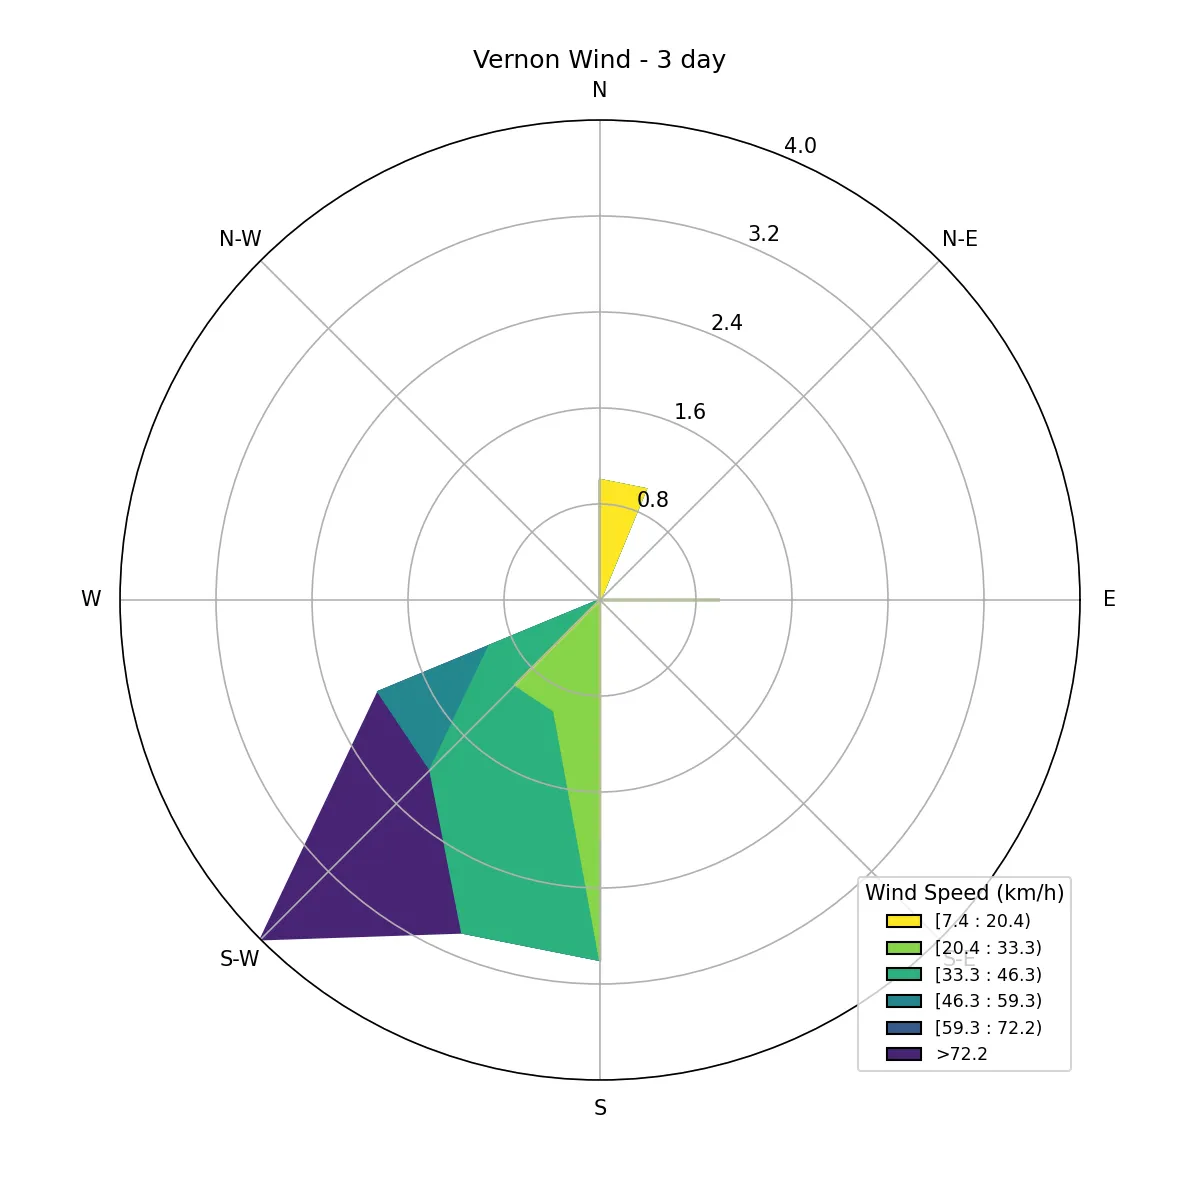 Vernon Wind - 3 day
N
4.0
N-W
3.2
N-E
2.4
1.6
0.8
W
E
S-W
S-E
S
Wind Speed (km/h)
[7.4 : 20.4)
[20.4 : 33.3)
[33.3 : 46.3)
[46.3 : 59.3)
[59.3 : 72.2)
>72.2